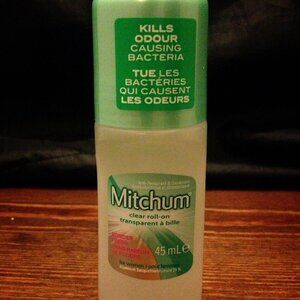 KILLS
ODOUR
CAUSING
BACTERIA
TUE LES
BACTÉRIES
QUI CAUSENT
LES ODEURS
Mitchum
clear roll-on
transparent à bille
45 mL